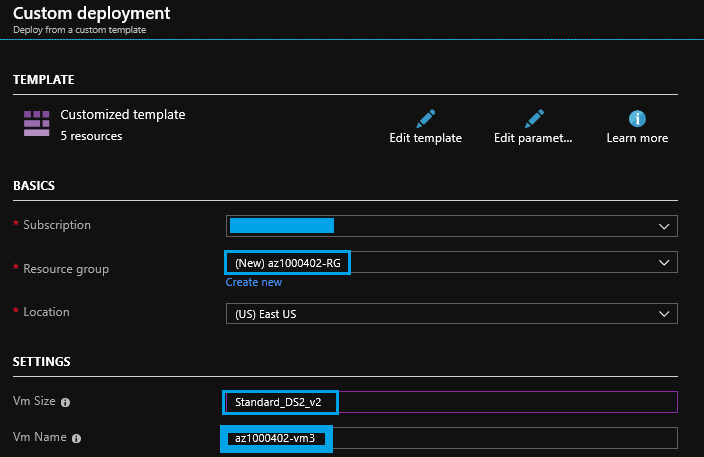 Custom deployment
Deploy from a custom template
TEMPLATE
Customized template
5 resources
Edit template
Edit paramet...
Learn more
BASICS
* Subscription
* Resource group
(New) az1000402-RG
Create new
* Location
(US) East US
SETTINGS
Vm Size
Standard_DS2_v2
Vm Name
az1000402-vm3